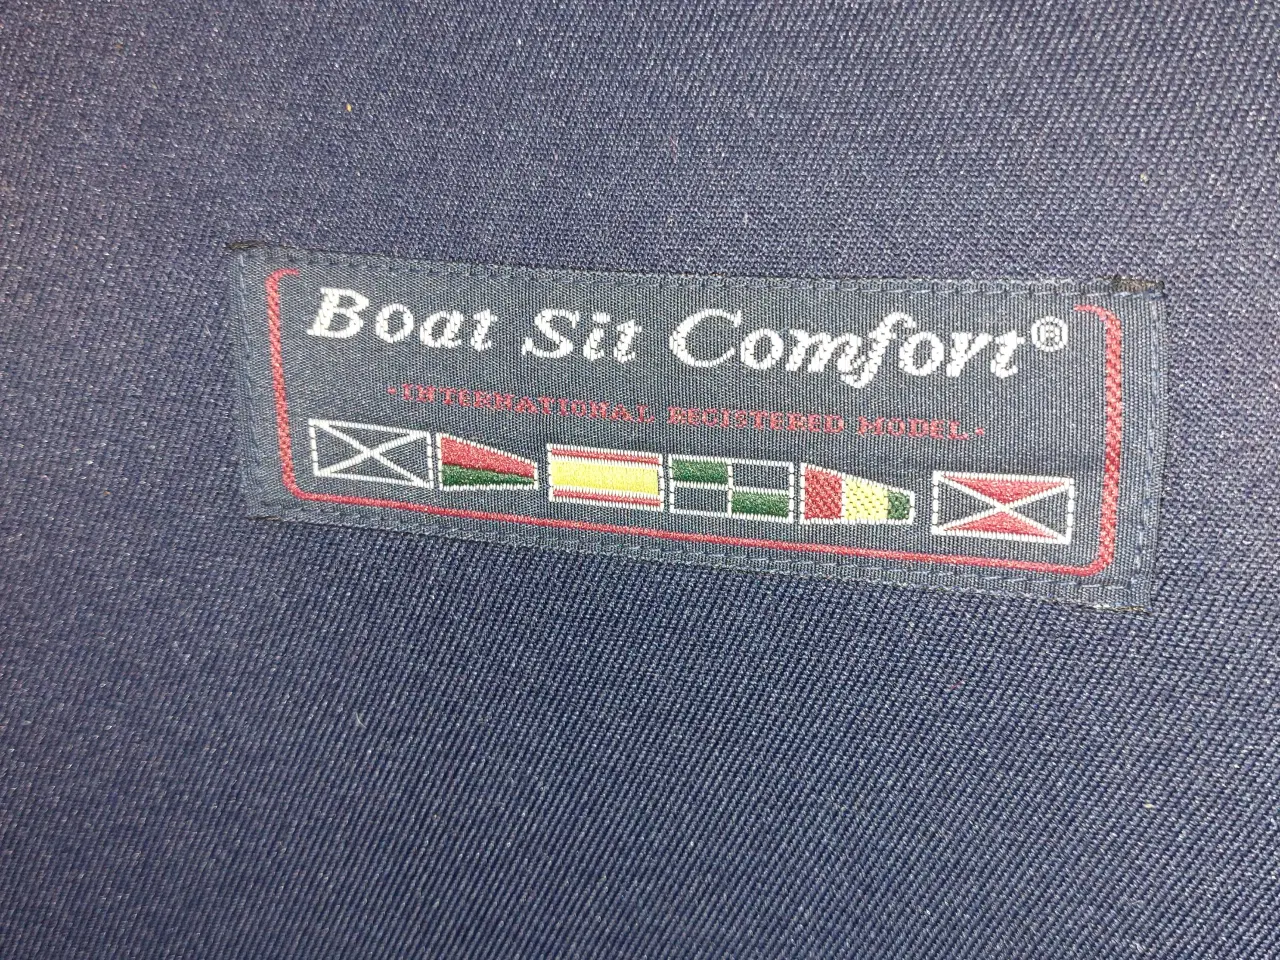 Boat Sit Comfort®
·INTERNATIONAL REGISTERED MODEL·